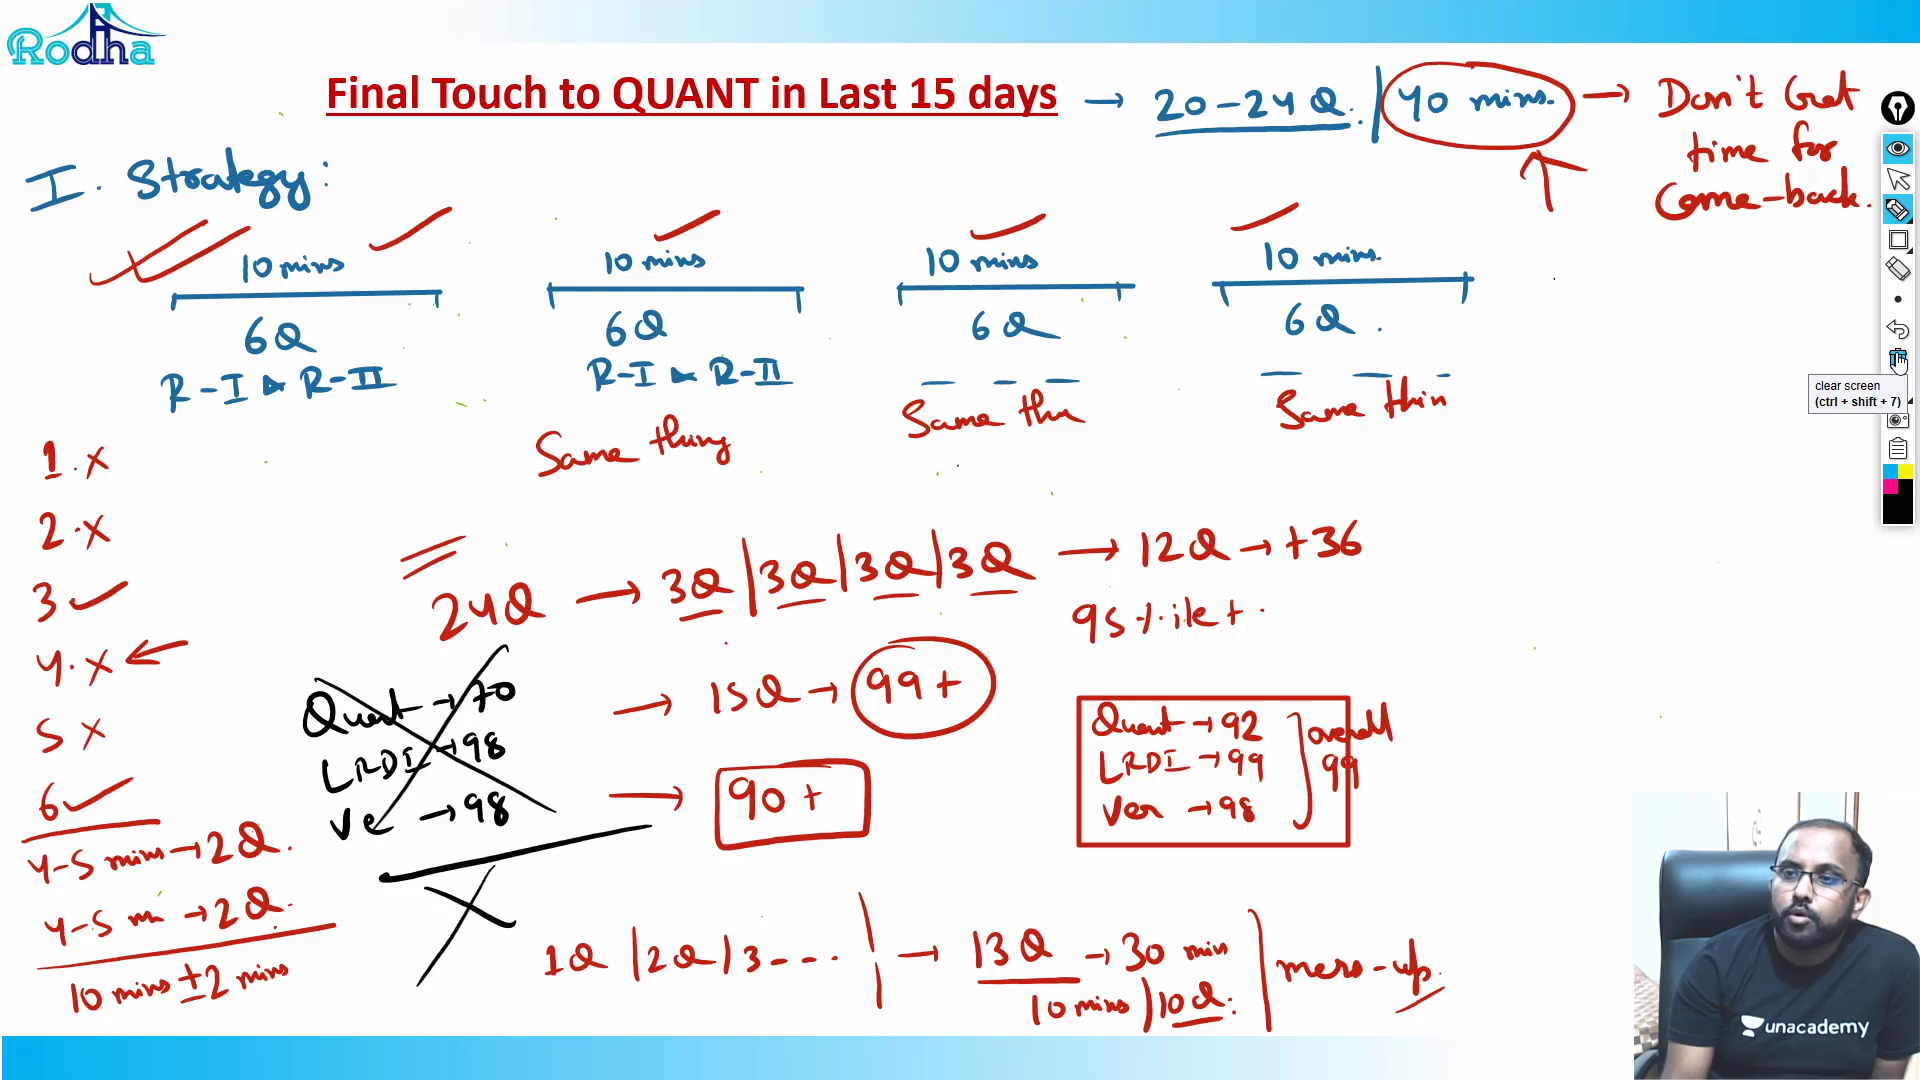 Rodha
Final Touch to QUANT in Last 15 days → 20-24 Q. | 40 mins. → Don't Get
time for
Come-back.
I. Strategy:
10 mins 10 mins 10 mins 10 mins.
6Q 6Q 6Q 6Q.
R-I & R-II R-I & R-II
Same thing Same thin Same thin
clear screen
(ctrl + shift + 7)
1. x
2. x
3 ✓
4. x ←
5 x
6 ✓
4-5 mins → 2Q.
4-5 m → 2Q.
10 mins ± 2 mins
24Q → 3Q | 3Q | 3Q | 3Q → 12Q → +36
95 %ile +
→ 15Q → 99+
→ 90+
Quant → 70
LRDI → 98
Ve → 98
Quant → 92
LRDI → 99
Ver → 98
overall
99
1Q | 2Q | 3 - - - - | → 13Q → 30 min
10 mins | 10Q.
mess-up.
unacademy